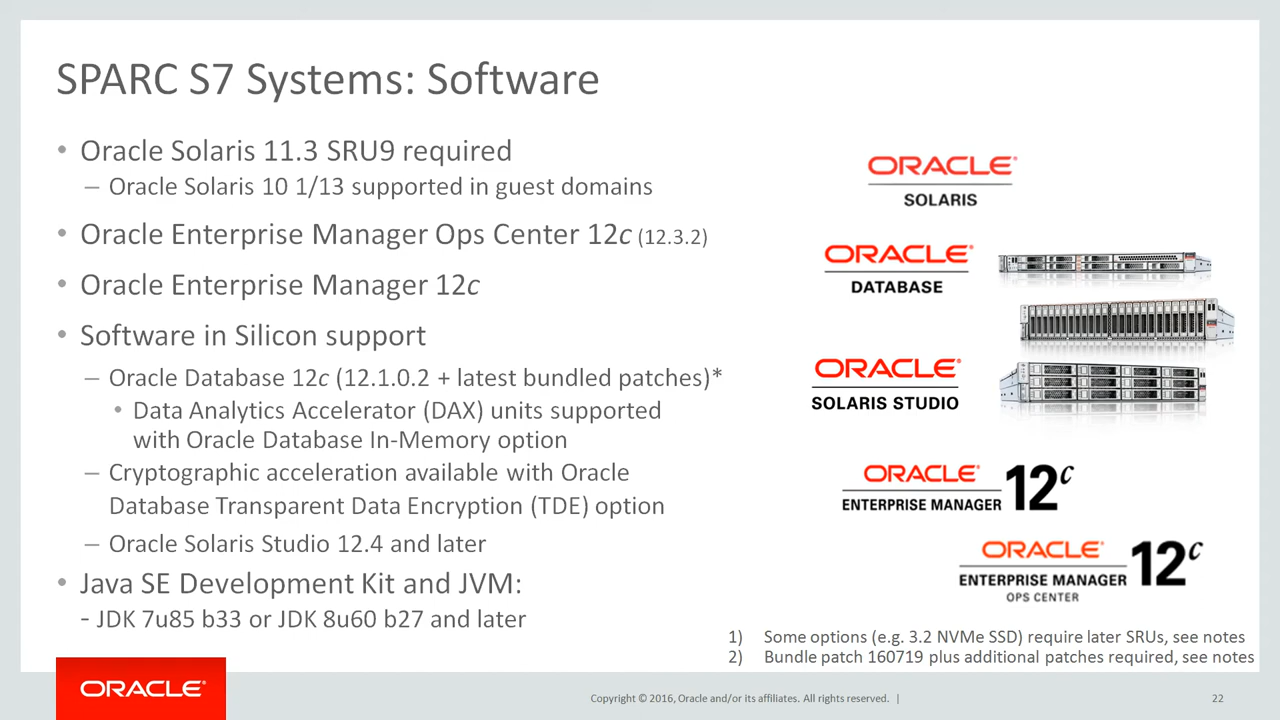 SPARC S7 Systems: Software
• Oracle Solaris 11.3 SRU9 required
– Oracle Solaris 10 1/13 supported in guest domains
• Oracle Enterprise Manager Ops Center 12c (12.3.2)
• Oracle Enterprise Manager 12c
• Software in Silicon support
– Oracle Database 12c (12.1.0.2 + latest bundled patches)*
• Data Analytics Accelerator (DAX) units supported
with Oracle Database In-Memory option
– Cryptographic acceleration available with Oracle
Database Transparent Data Encryption (TDE) option
– Oracle Solaris Studio 12.4 and later
• Java SE Development Kit and JVM:
- JDK 7u85 b33 or JDK 8u60 b27 and later
ORACLE®
SOLARIS
ORACLE®
DATABASE
ORACLE®
SOLARIS STUDIO
ORACLE®
ENTERPRISE MANAGER 12c
ORACLE®
ENTERPRISE MANAGER 12c
OPS CENTER
1) Some options (e.g. 3.2 NVMe SSD) require later SRUs, see notes
2) Bundle patch 160719 plus additional patches required, see notes
ORACLE®
Copyright © 2016, Oracle and/or its affiliates. All rights reserved. |
22